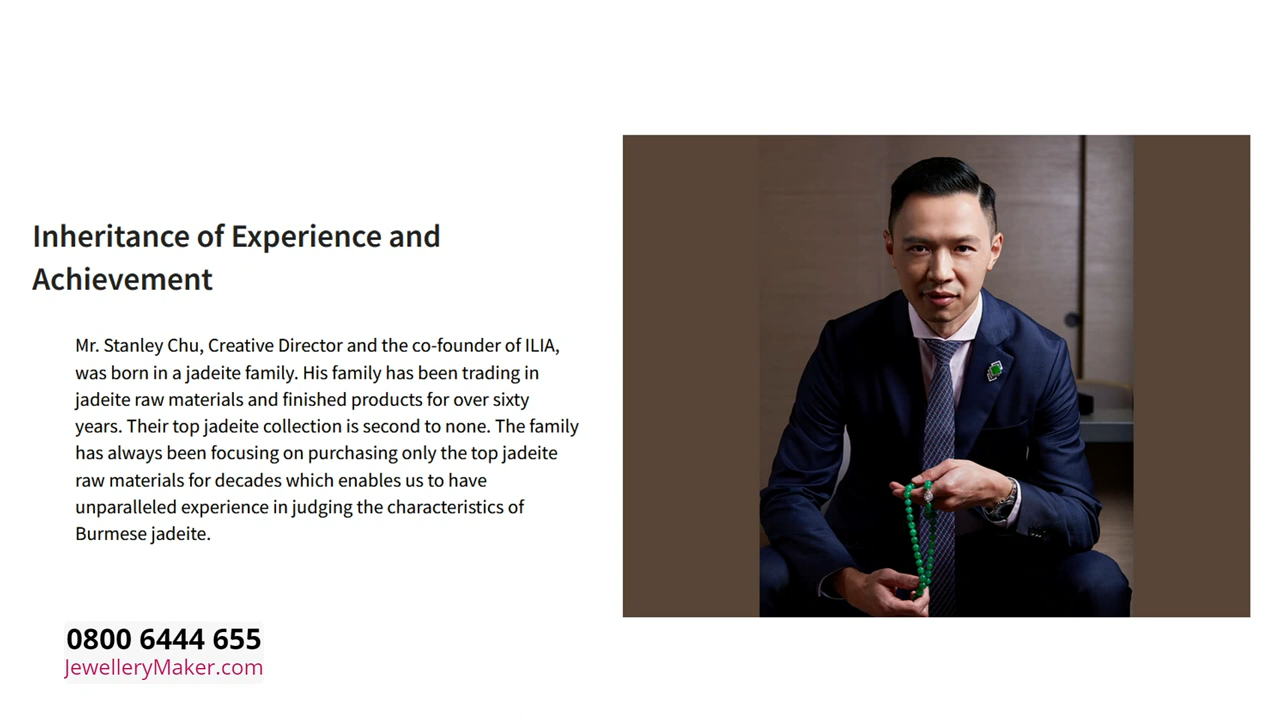 Inheritance of Experience and
Achievement
Mr. Stanley Chu, Creative Director and the co-founder of ILIA,
was born in a jadeite family. His family has been trading in
jadeite raw materials and finished products for over sixty
years. Their top jadeite collection is second to none. The family
has always been focusing on purchasing only the top jadeite
raw materials for decades which enables us to have
unparalleled experience in judging the characteristics of
Burmese jadeite.
0800 6444 655
JewelleryMaker.com